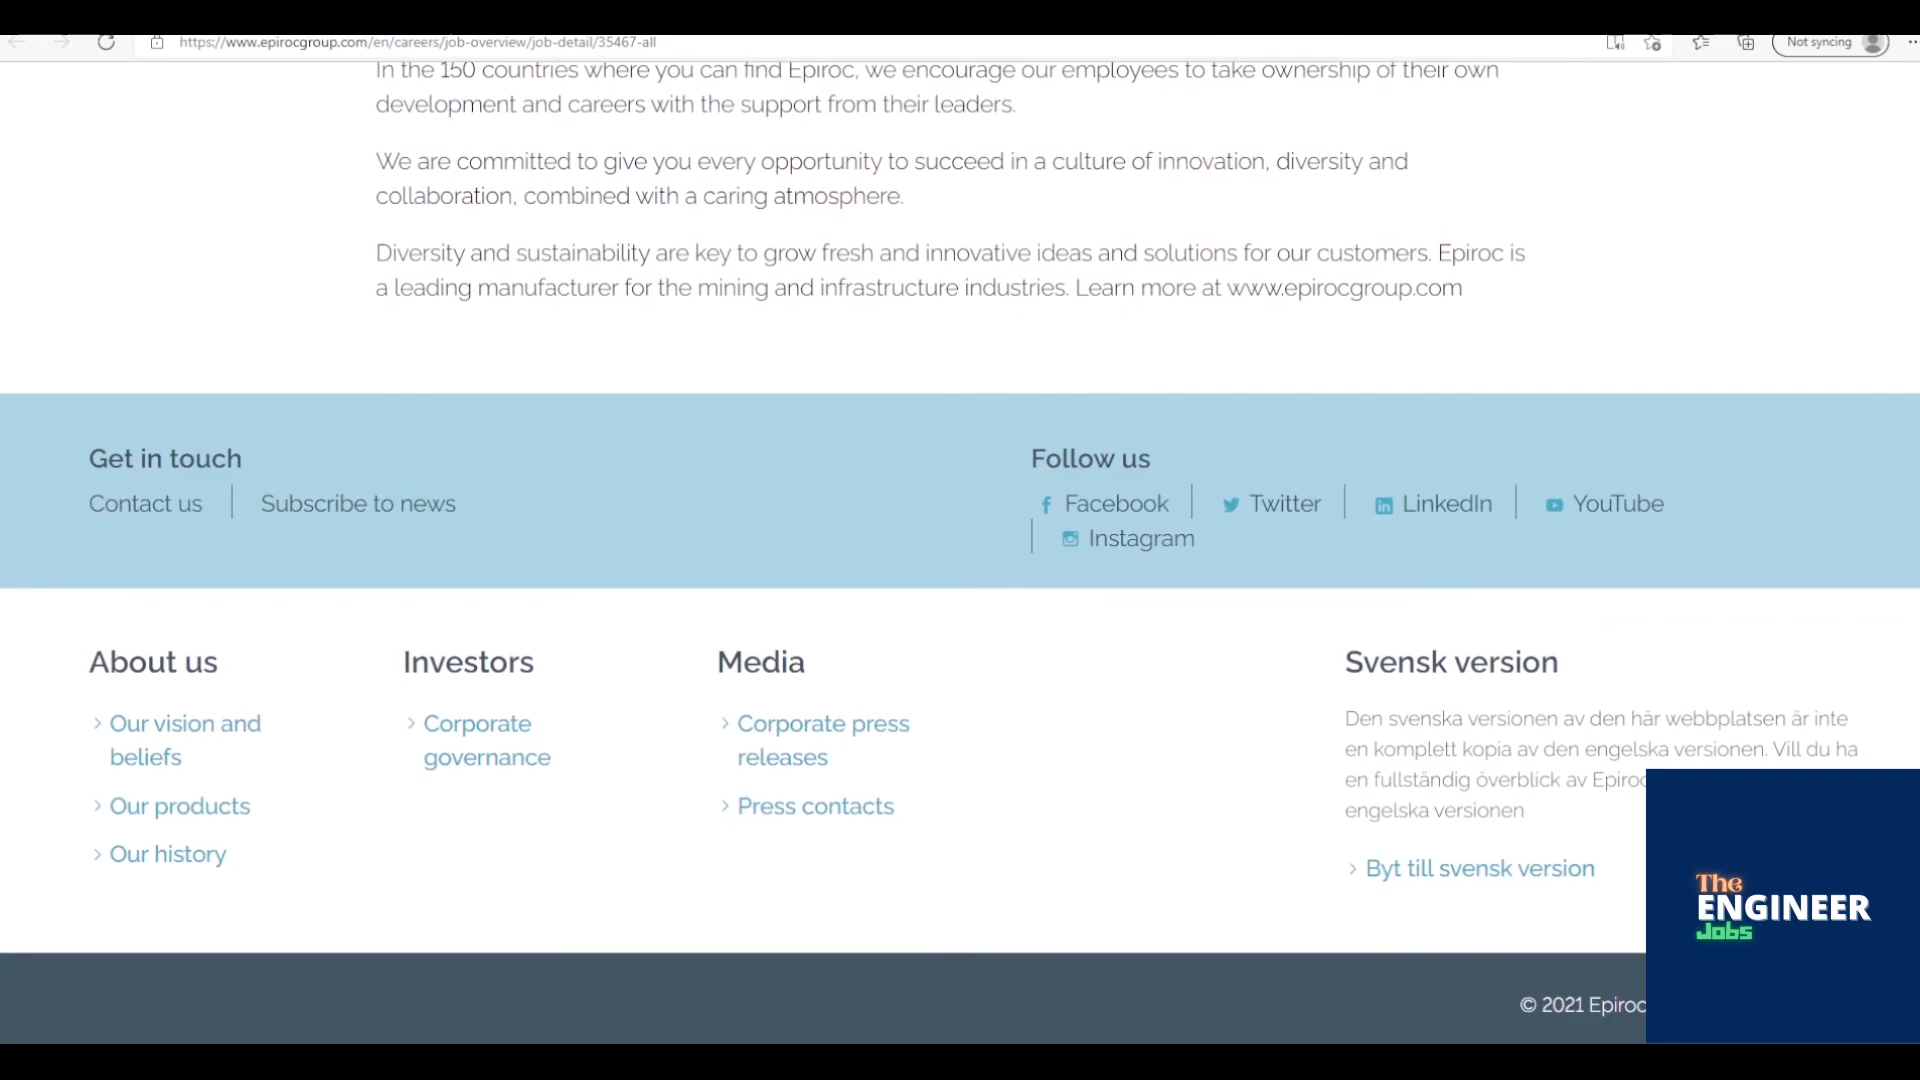 https://www.epirocgroup.com/en/careers/job-overview/job-detail/35467-all
Not syncing
In the 150 countries where you can find Epiroc, we encourage our employees to take ownership of their own
development and careers with the support from their leaders.
We are committed to give you every opportunity to succeed in a culture of innovation, diversity and
collaboration, combined with a caring atmosphere.
Diversity and sustainability are key to grow fresh and innovative ideas and solutions for our customers. Epiroc is
a leading manufacturer for the mining and infrastructure industries. Learn more at www.epirocgroup.com
Get in touch
Contact us
Subscribe to news
Follow us
Facebook
Twitter
LinkedIn
YouTube
Instagram
About us
Our vision and
beliefs
Our products
Our history
Investors
Corporate
governance
Media
Corporate press
releases
Press contacts
Svensk version
Den svenska versionen av den här webbplatsen är inte
en komplett kopia av den engelska versionen. Vill du ha
en fullständig överblick av Epiroc
engelska versionen
Byt till svensk version
© 2021 Epiroc
The
ENGINEER
Jobs